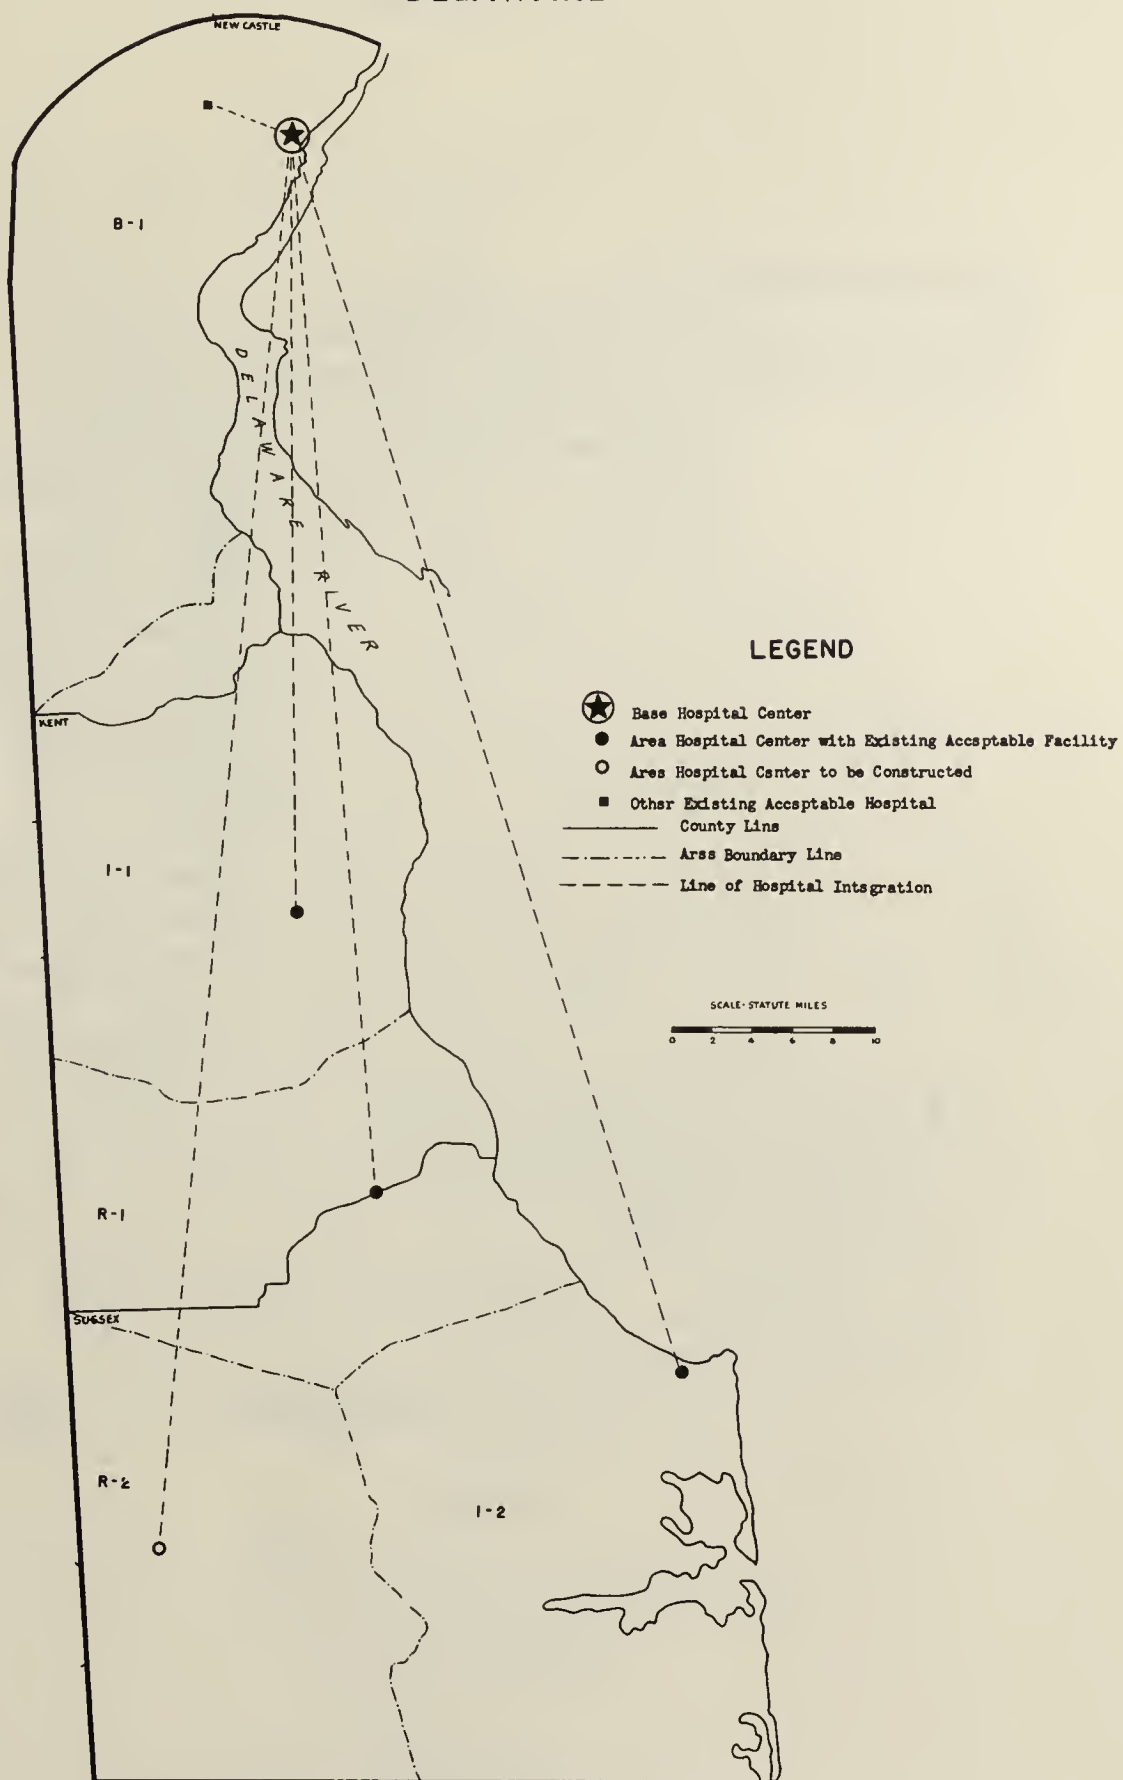 NEW CASTLE
B-1
DELAWARE RIVER
KENT
I-1
R-1
SUSSEX
R-2
I-2
LEGEND
Base Hospital Center
Area Hospital Center with Existing Accsptable Facility
Ares Hospital Csnter to be Constructed
Othsr Existing Accsptable Hospital
County Lins
Arss Boundary Line
Line of Hospital Intsgration
SCALE-STATUTE MILES
0 2 4 6 8 10